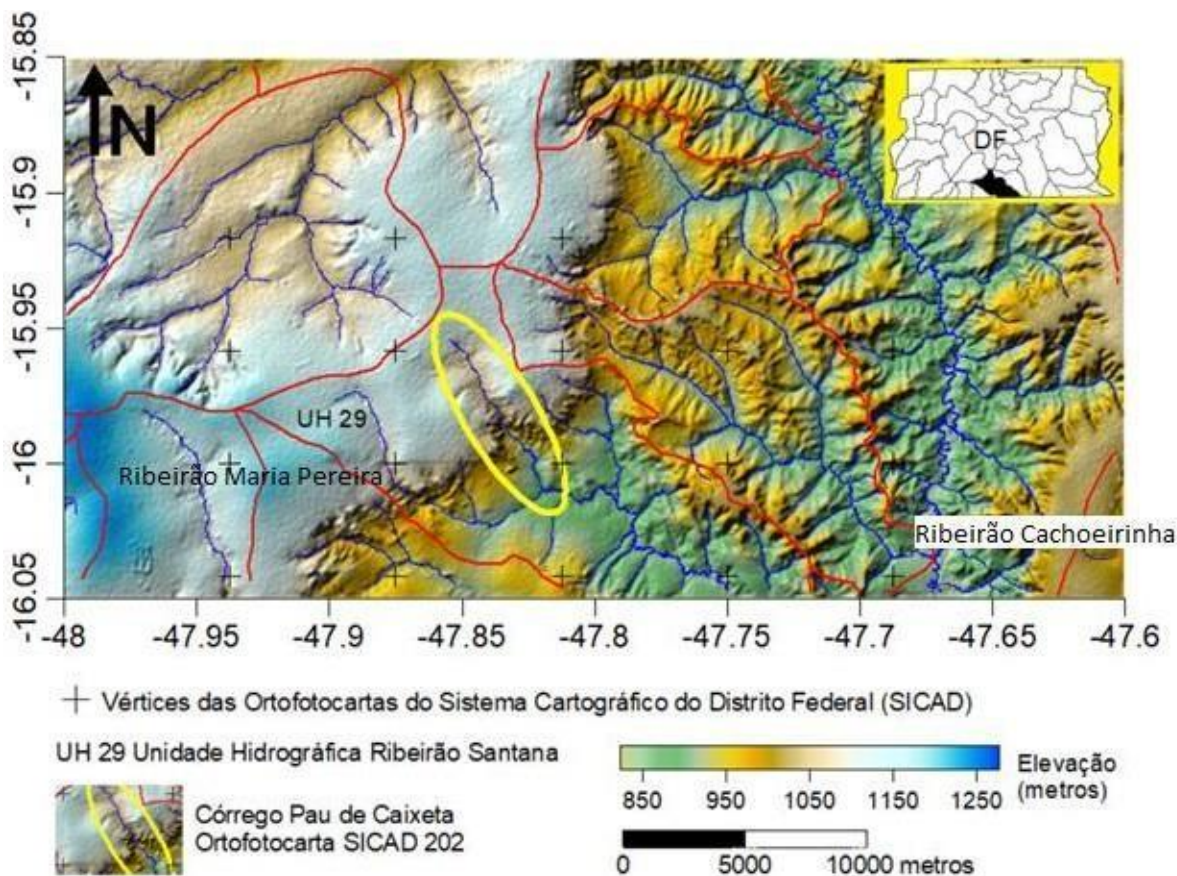 -15.85
N
-15.9
-15.95
-16
-16.05
DF
UH 29
Ribeirão Maria Pereira
Ribeirão Cachoeirinha
-48 -47.95 -47.9 -47.85 -47.8 -47.75 -47.7 -47.65 -47.6
Vértices das Ortofotocartas do Sistema Cartográfico do Distrito Federal (SICAD)
UH 29 Unidade Hidrográfica Ribeirão Santana
Córrego Pau de Caixeta
Ortofotocarta SICAD 202
850 950 1050 1150 1250
Elevação
(metros)
0 5000 10000 metros